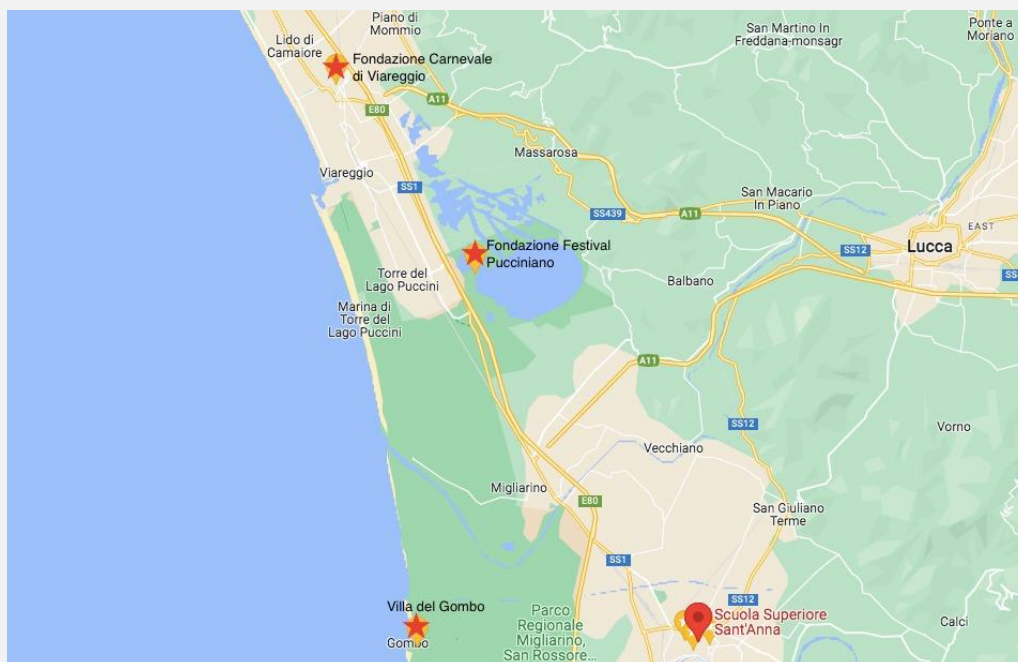 Piano di
Mommio
San Martino In
Freddana-monsagr
Ponte a
Moriano
Lido di
Camaiore
Fondazione Carnevale
di Viareggio
E80
A11
Massarosa
Viareggio
SS1
San Macario
In Piano
SS439
A11
EAST
SS12
Lucca
Fondazione Festival
Pucciniano
Torre del
Lago Puccini
Balbano
Marina di
Torre del
Lago Puccini
A11
SS12
Vorno
Vecchiano
Migliarino
E80
San Giuliano
Terme
SS1
SS12
Villa del Gombo
Gombo
Parco
Regionale
Migliarino,
San Rossore...
Scuola Superiore
Sant'Anna
Calci